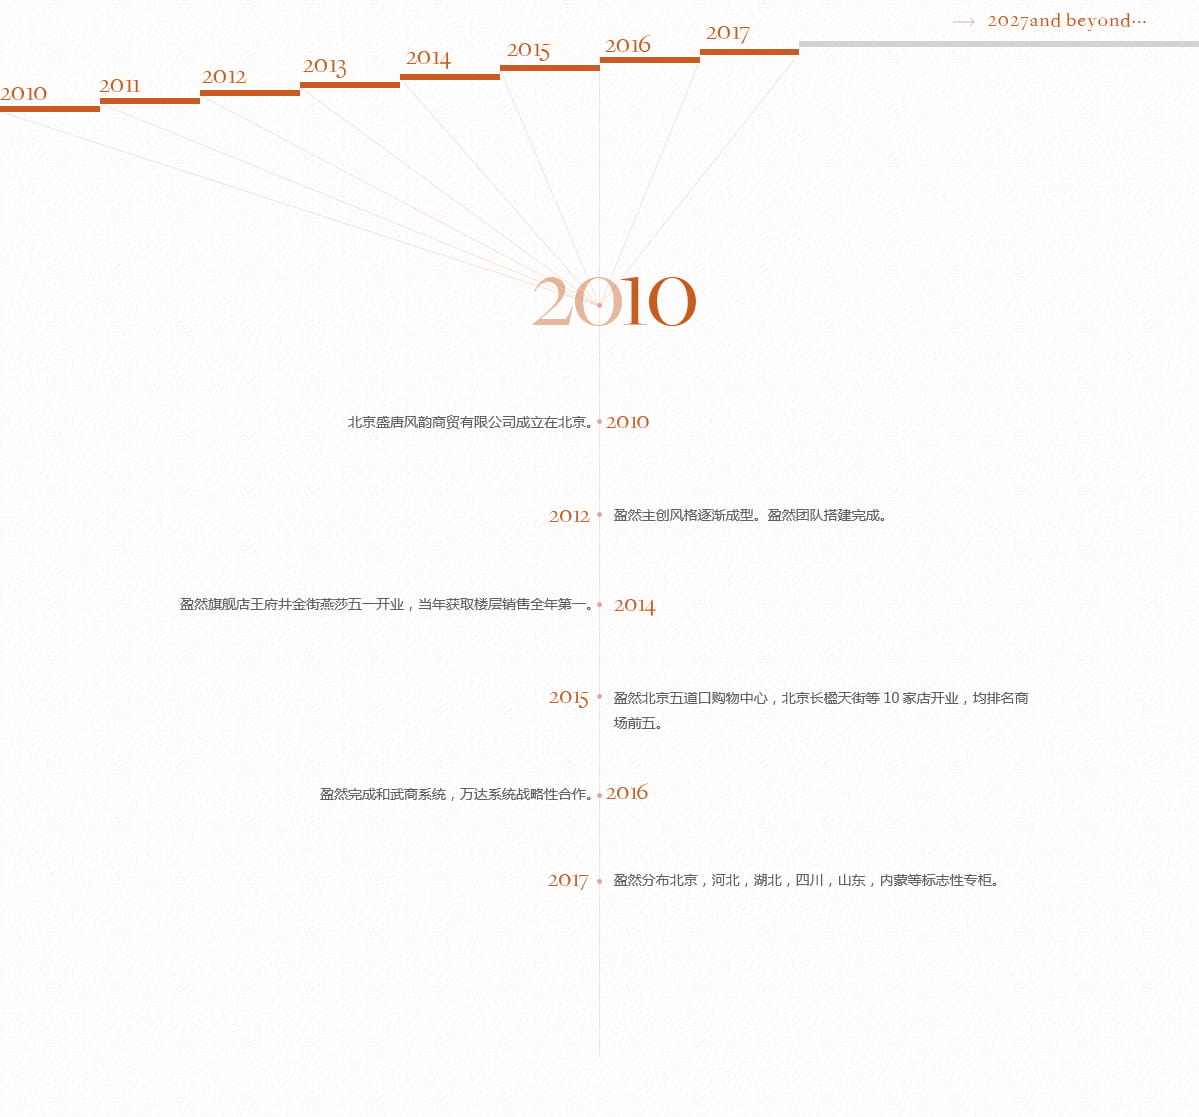 2027and beyond···
2010
2011
2012
2013
2014
2015
2016
2017
2010
北京盛唐风韵商贸有限公司成立在北京。
2010
2012
盈然主创风格逐渐成型。盈然团队搭建完成。
盈然旗舰店王府井金街燕莎五一开业，当年获取楼层销售全年第一。
2014
2015
盈然北京五道口购物中心，北京长楹天街等 10 家店开业，均排名商
场前五。
盈然完成和武商系统，万达系统战略性合作。
2016
2017
盈然分布北京，河北，湖北，四川，山东，内蒙等标志性专柜。